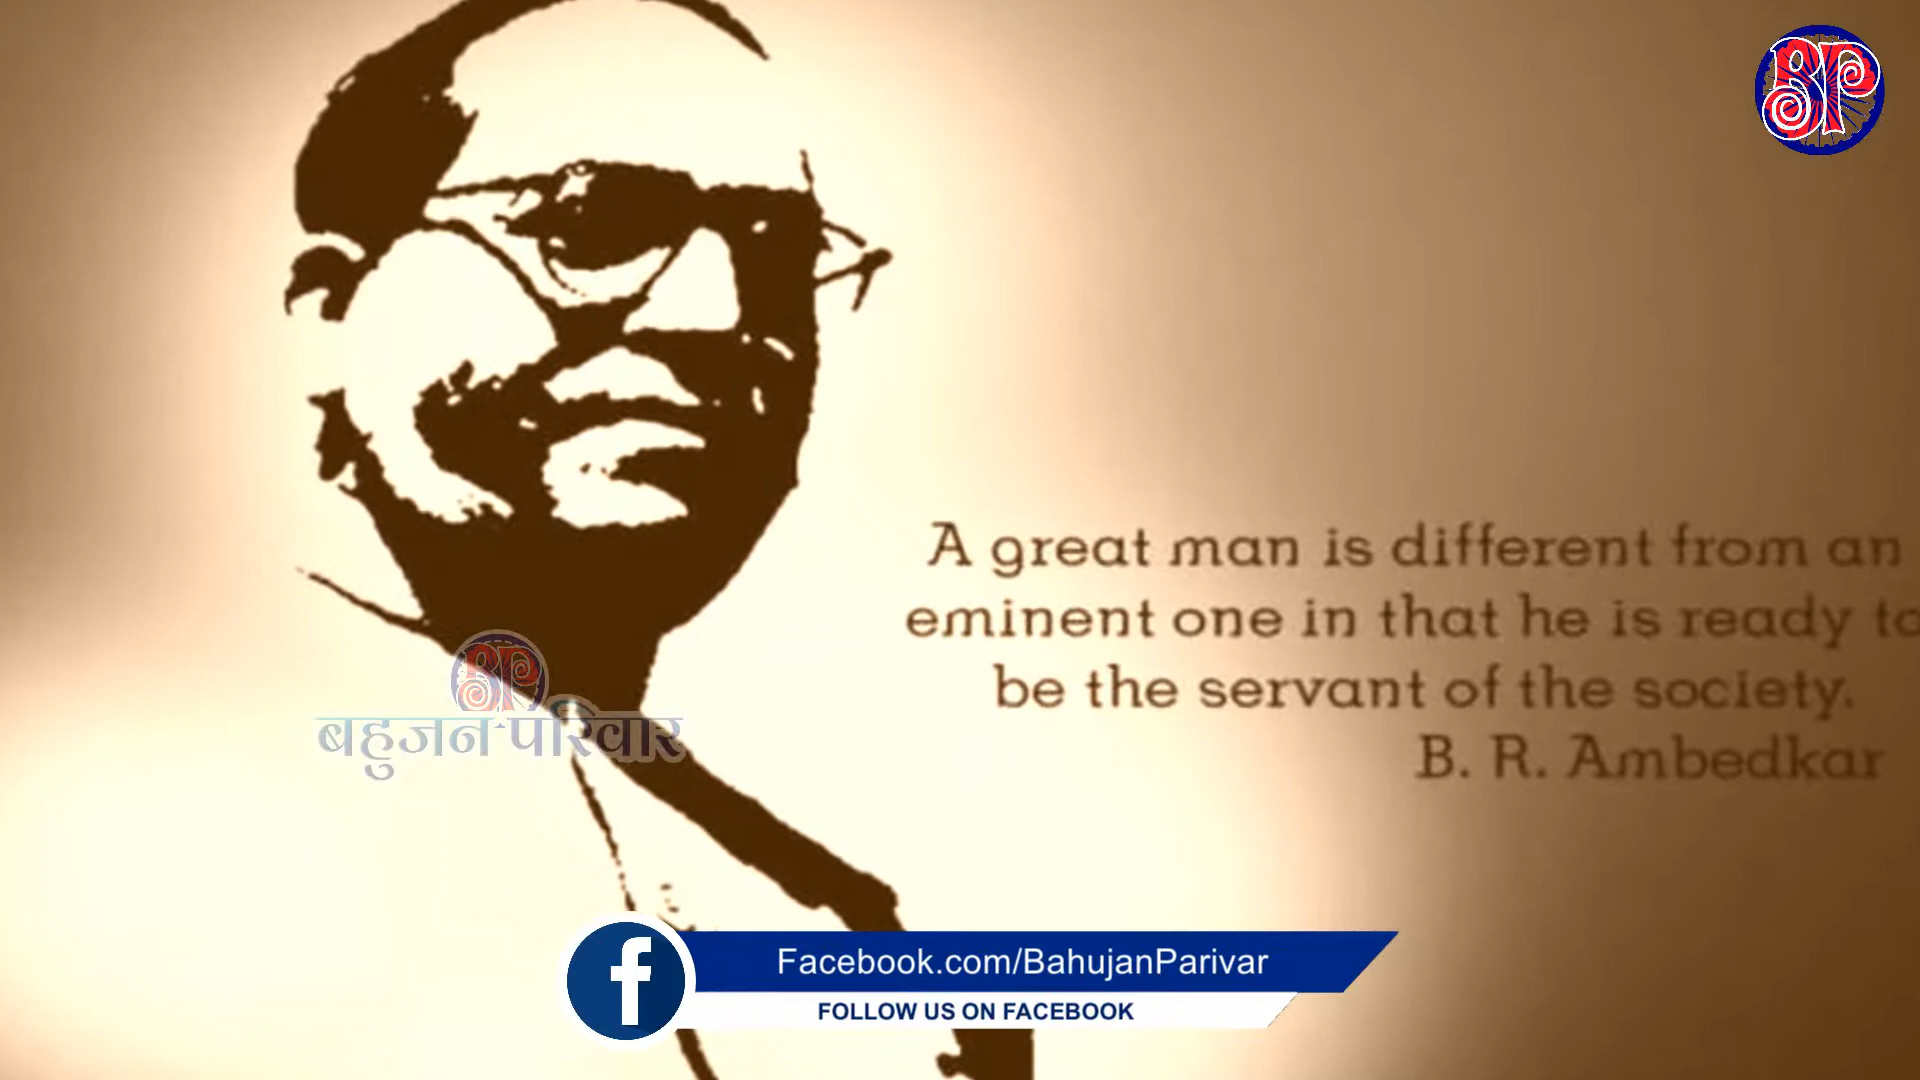 BP
A great man is different from an
eminent one in that he is ready to
be the servant of the society.
B. R. Ambedkar
BP
बहुजन परिवार
f
Facebook.com/BahujanParivar
FOLLOW US ON FACEBOOK